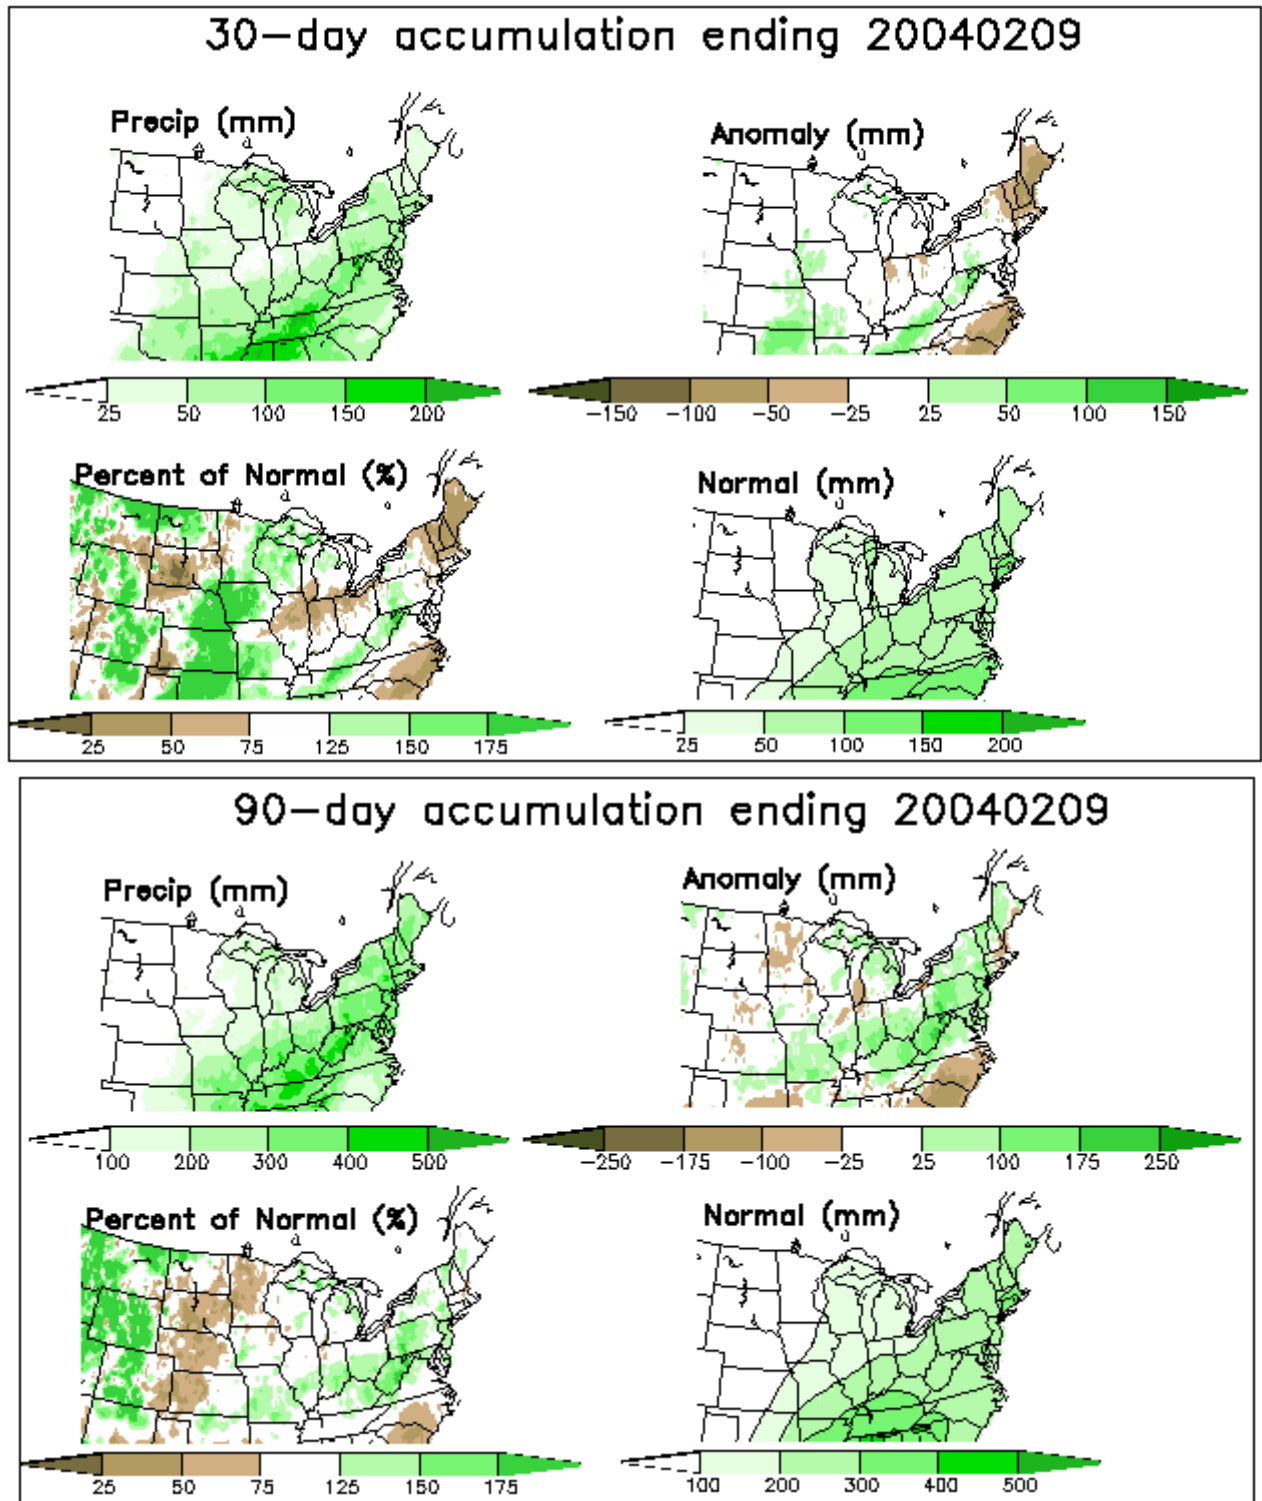 30-day accumulation ending 20040209
Precip (mm)
Anomaly (mm)
25 50 100 150 200
-150 -100 -50 -25 25 50 100 150
Percent of Normal (%)
Normal (mm)
25 50 75 125 150 175
25 50 100 150 200
90-day accumulation ending 20040209
Precip (mm)
Anomaly (mm)
100 200 300 400 500
-250 -175 -100 -25 25 100 175 250
Percent of Normal (%)
Normal (mm)
25 50 75 125 150 175
100 200 300 400 500